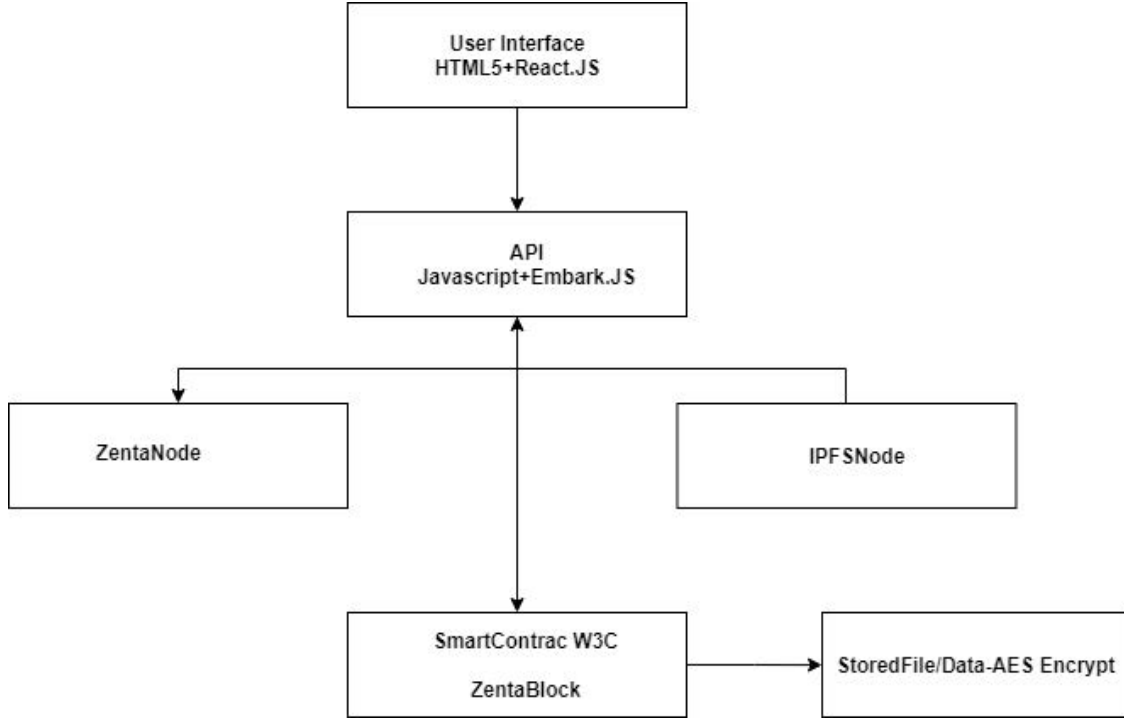 User Interface
HTML5+React.JS
API
Javascript+Embark.JS
ZentaNode
IPFSNode
SmartContrac W3C
ZentaBlock
StoredFile/Data-AES Encrypt